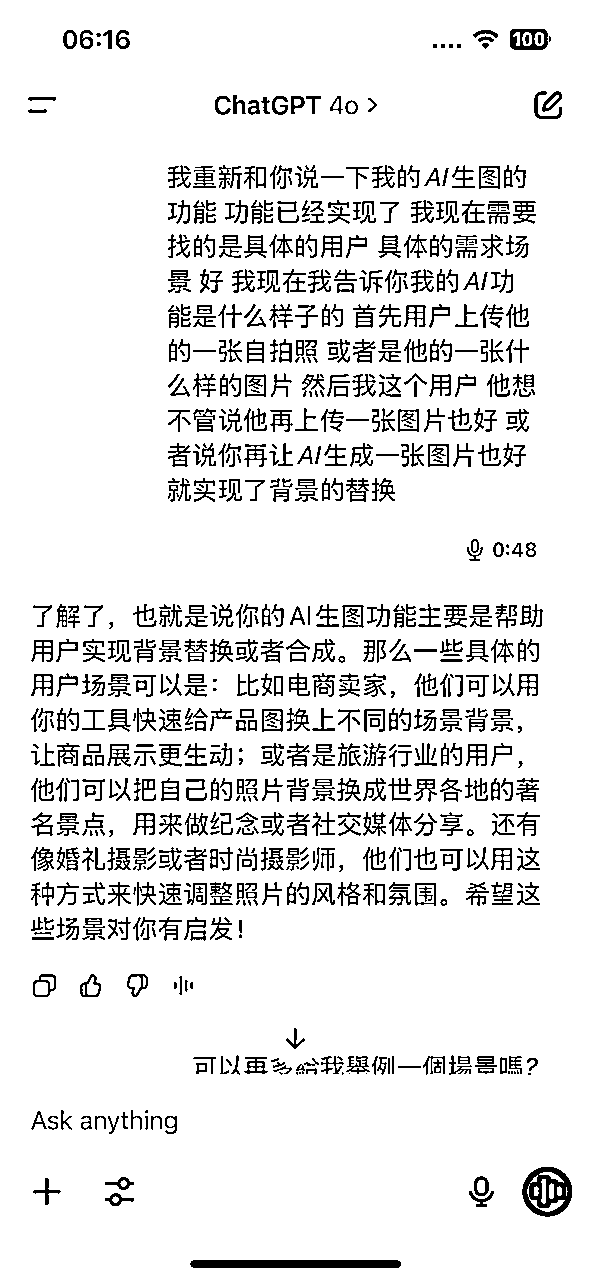 06:16
100
ChatGPT 4o >
我重新和你说一下我的AI生图的
功能 功能已经实现了 我现在需要
找的是具体的用户 具体的需求场
景 好 我现在我告诉你我的AI功
能是什么样子的 首先用户上传他
的一张自拍照 或者是他的一张什
么样的图片 然后我这个用户 他想
不管说他再上传一张图片也好 或
者说你再让AI生成一张图片也好
就实现了背景的替换
0:48
了解了，也就是说你的AI生图功能主要是帮助
用户实现背景替换或者合成。那么一些具体的
用户场景可以是：比如电商卖家，他们可以用
你的工具快速给产品图换上不同的场景背景，
让商品展示更生动；或者是旅游行业的用户，
他们可以把自己的照片背景换成世界各地的著
名景点，用来做纪念或者社交媒体分享。还有
像婚礼摄影或者时尚摄影师，他们也可以用这
种方式来快速调整照片的风格和氛围。希望这
些场景对你有启发！
可以再多給我舉例一個場景嗎？
Ask anything